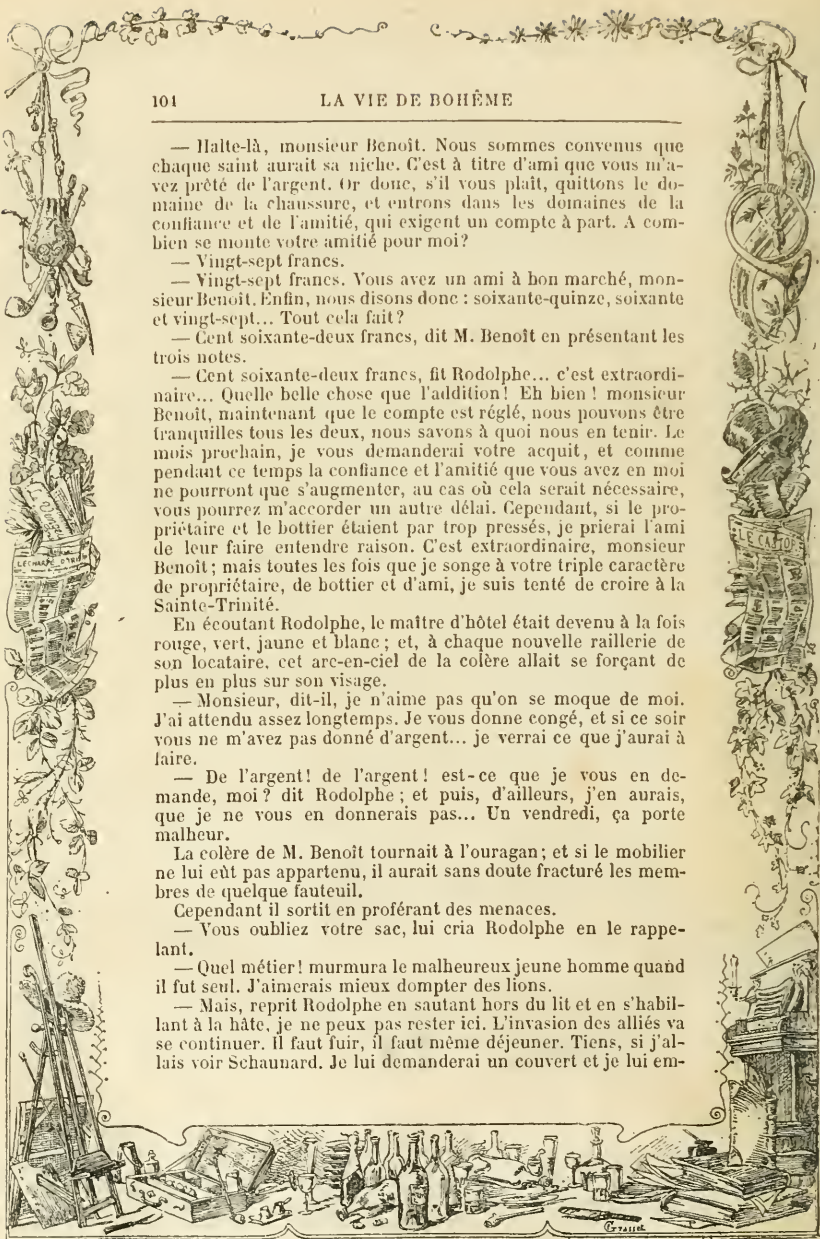 101 LA VIE DE BOHÊME
— Halte-là, monsieur Benoît. Nous sommes convenus que
chaque saint aurait sa niche. C'est à titre d'ami que vous m'a-
vez prêté de l'argent. Or donc, s'il vous plaît, quittons le do-
maine de la chaussure, et entrons dans les domaines de la
confiance et de l'amitié, qui exigent un compte à part. A com-
bien se monte votre amitié pour moi?
— Vingt-sept francs.
— Vingt-sept francs. Vous avez un ami à bon marché, mon-
sieur Benoît. Enfin, nous disons donc : soixante-quinze, soixante
et vingt-sept... Tout cela fait?
— Cent soixante-deux francs, dit M. Benoît en présentant les
trois notes.
— Cent soixante-deux francs, fit Rodolphe... c'est extraordi-
naire... Quelle belle chose que l'addition! Eh bien ! monsieur
Benoît, maintenant que le compte est réglé, nous pouvons être
tranquilles tous les deux, nous savons à quoi nous en tenir. Le
mois prochain, je vous demanderai votre acquit, et comme
pendant ce temps la confiance et l'amitié que vous avez en moi
ne pourront que s'augmenter, au cas où cela serait nécessaire,
vous pourrez m'accorder un autre délai. Cependant, si le pro-
priétaire et le bottier étaient par trop pressés, je prierai l'ami
de leur faire entendre raison. C'est extraordinaire, monsieur
Benoît ; mais toutes les fois que je songe à votre triple caractère
de propriétaire, de bottier et d'ami, je suis tenté de croire à la
Sainte-Trinité.
En écoutant Rodolphe, le maître d'hôtel était devenu à la fois
rouge, vert, jaune et blanc ; et, à chaque nouvelle raillerie de
son locataire, cet arc-en-ciel de la colère allait se forçant de
plus en plus sur son visage.
— Monsieur, dit-il, je n'aime pas qu'on se moque de moi.
J'ai attendu assez longtemps. Je vous donne congé, et si ce soir
vous ne m'avez pas donné d'argent... je verrai ce que j'aurai à
faire.
— De l'argent! de l'argent ! est-ce que je vous en de-
mande, moi ? dit Rodolphe ; et puis, d'ailleurs, j'en aurais,
que je ne vous en donnerais pas... Un vendredi, ça porte
malheur.
La colère de M. Benoît tournait à l'ouragan ; et si le mobilier
ne lui eût pas appartenu, il aurait sans doute fracturé les mem-
bres de quelque fauteuil.
Cependant il sortit en proférant des menaces.
— Vous oubliez votre sac, lui cria Rodolphe en le rappe-
lant.
— Quel métier! murmura le malheureux jeune homme quand
il fut seul. J'aimerais mieux dompter des lions.
— Mais, reprit Rodolphe en sautant hors du lit et en s'habil-
lant à la hâte, je ne peux pas rester ici. L'invasion des alliés va
se continuer. Il faut fuir, il faut même déjeuner. Tiens, si j'al-
lais voir Schaunard. Je lui demanderai un couvert et je lui em-
LE CASTOR
L'ECHARPE D'IRIS
Grasset